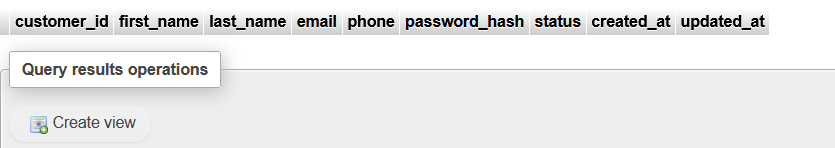 customer_id first_name last_name email phone password_hash status created_at updated_at
Query results operations
Create view